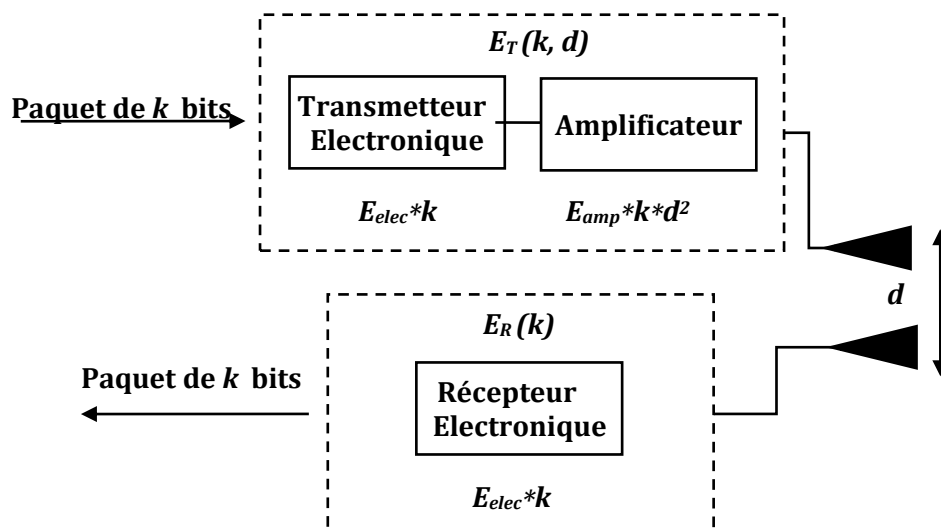 E_T (k, d)
Paquet de k bits
Transmetteur
Electronique
Amplificateur
E_elec*k
E_amp*k*d²
d
E_R (k)
Paquet de k bits
Récepteur
Electronique
E_elec*k